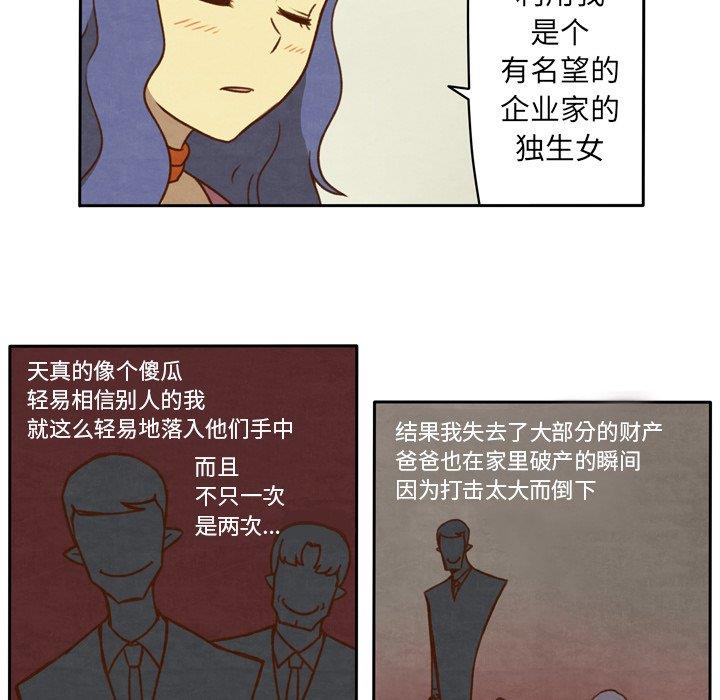 利用我
是个
有名望的
企业家的
独生女
天真的像个傻瓜
轻易相信别人的我
就这么轻易地落入他们手中
而且
不只一次
是两次...
结果我失去了大部分的财产
爸爸也在家里破产的瞬间
因为打击太大而倒下